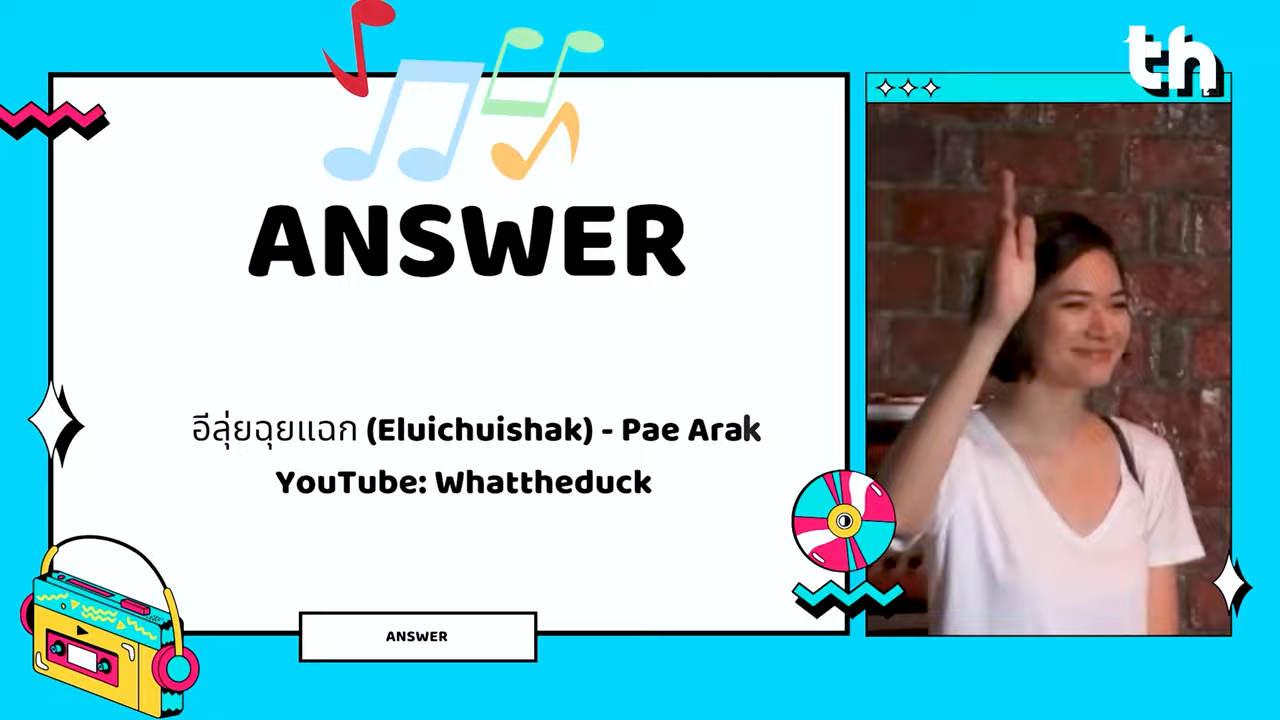 th
ANSWER
อีลุ่ยฉุยแฉก (Eluichuishak) - Pae Arak
YouTube: Whattheduck
ANSWER